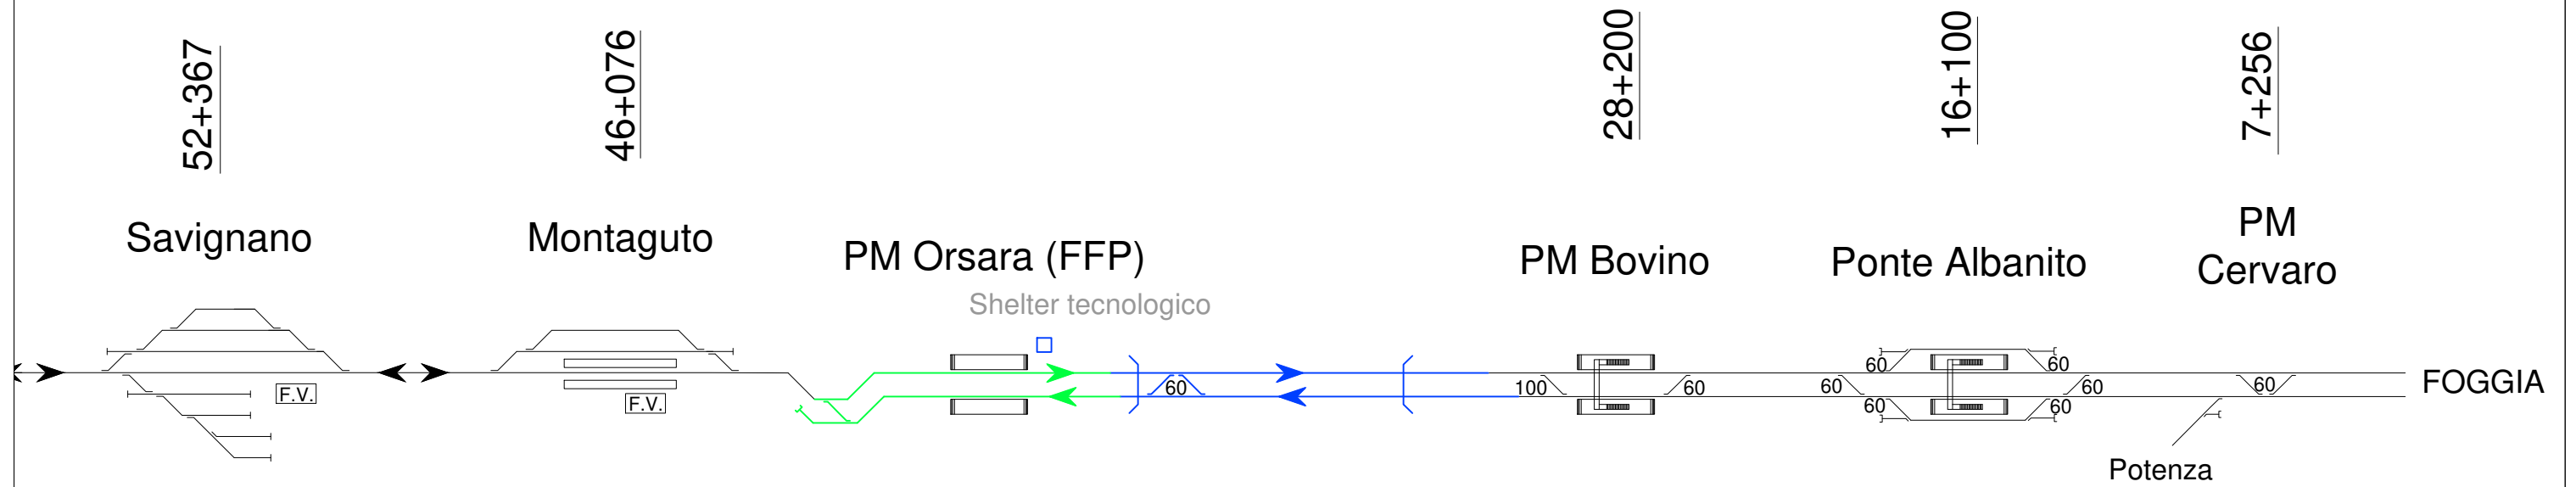 52+367
46+076
28+200
16+100
7+256
Savignano
Montaguto
PM Orsara (FFP)
Shelter tecnologico
PM Bovino
Ponte Albanito
PM
Cervaro
F.V.
F.V.
60
100
60
60
60
60
60
60
60
60
FOGGIA
Potenza